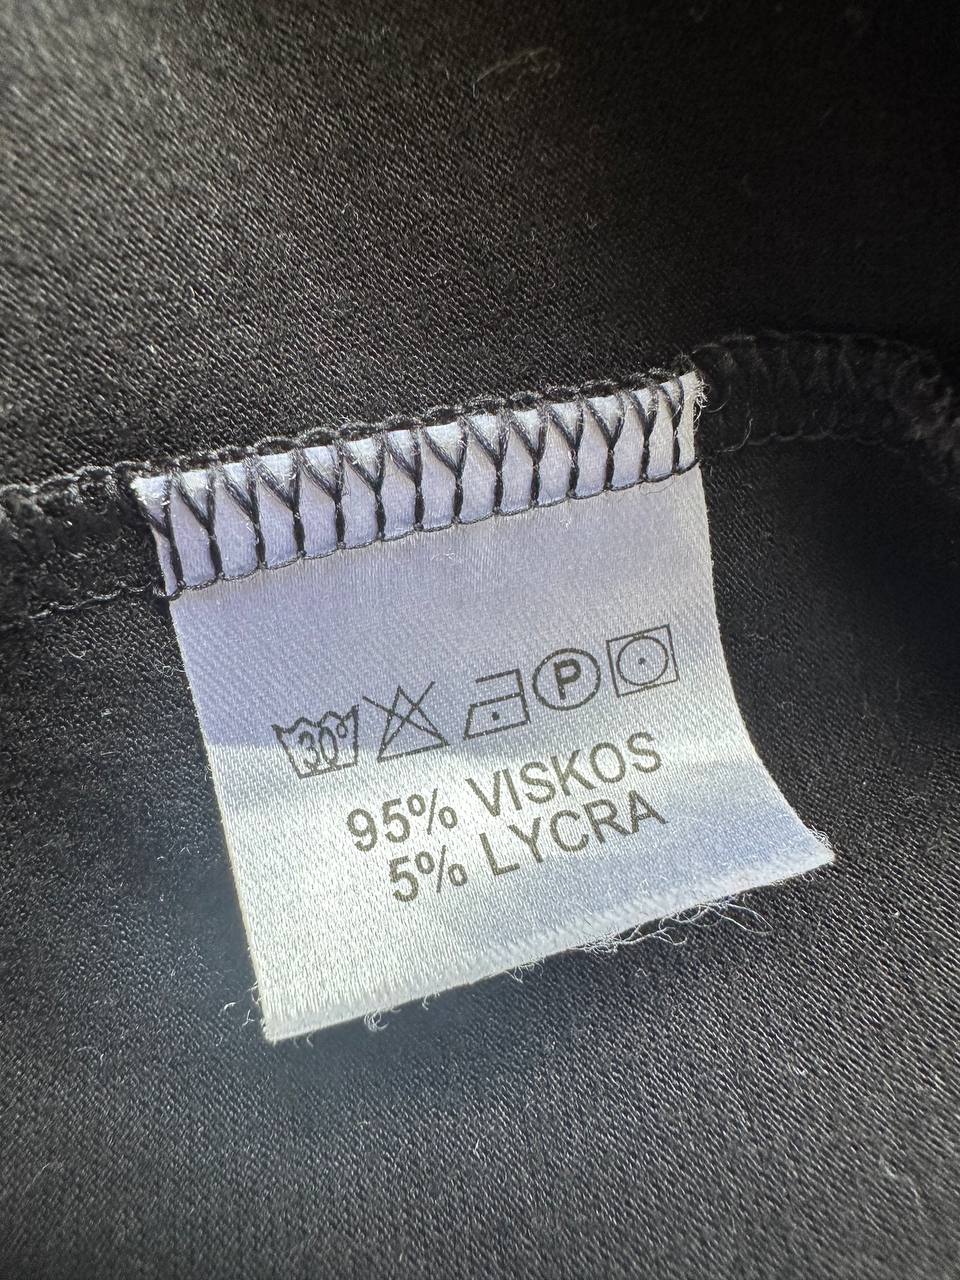 30° P
95% VISKOS
5% LYCRA